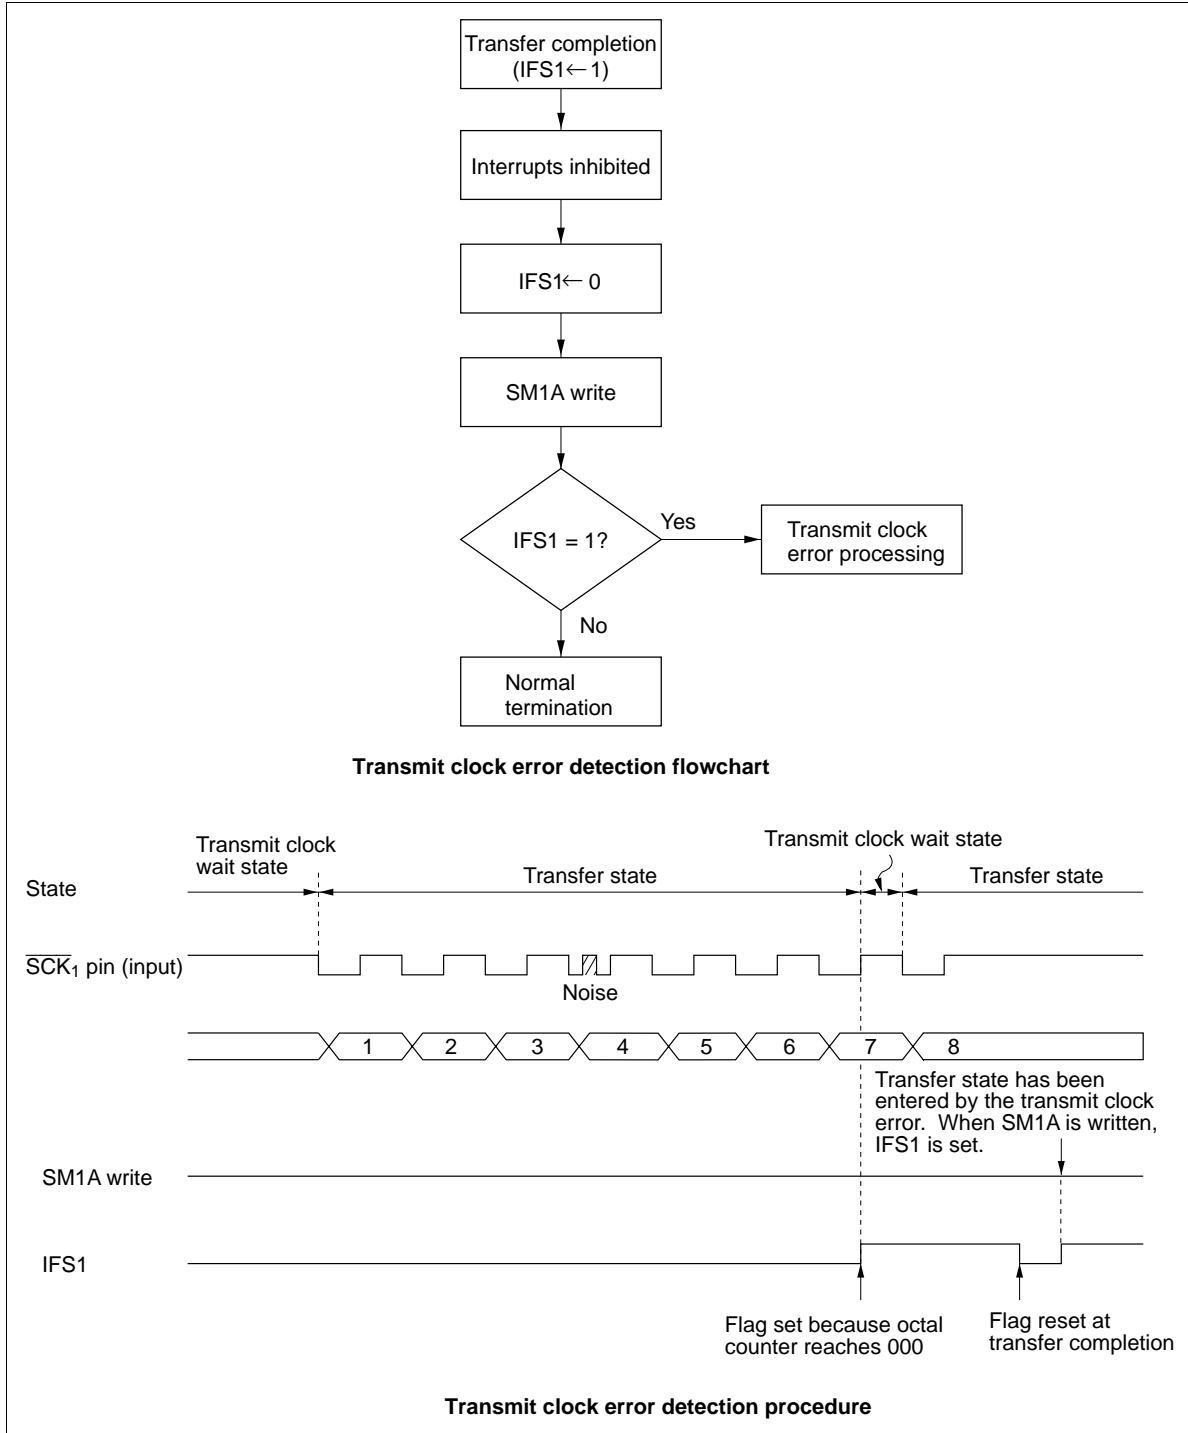 Transfer completion
(IFS1← 1)
Interrupts inhibited
IFS1← 0
SM1A write
IFS1 = 1?
Yes
Transmit clock
error processing
No
Normal
termination
Transmit clock error detection flowchart
Transmit clock
wait state
Transmit clock wait state
State
Transfer state
Transfer state
SCK₁ pin (input)
Noise
1 2 3 4 5 6 7 8
Transfer state has been
entered by the transmit clock
error. When SM1A is written,
IFS1 is set.
SM1A write
IFS1
Flag set because octal
counter reaches 000
Flag reset at
transfer completion
Transmit clock error detection procedure